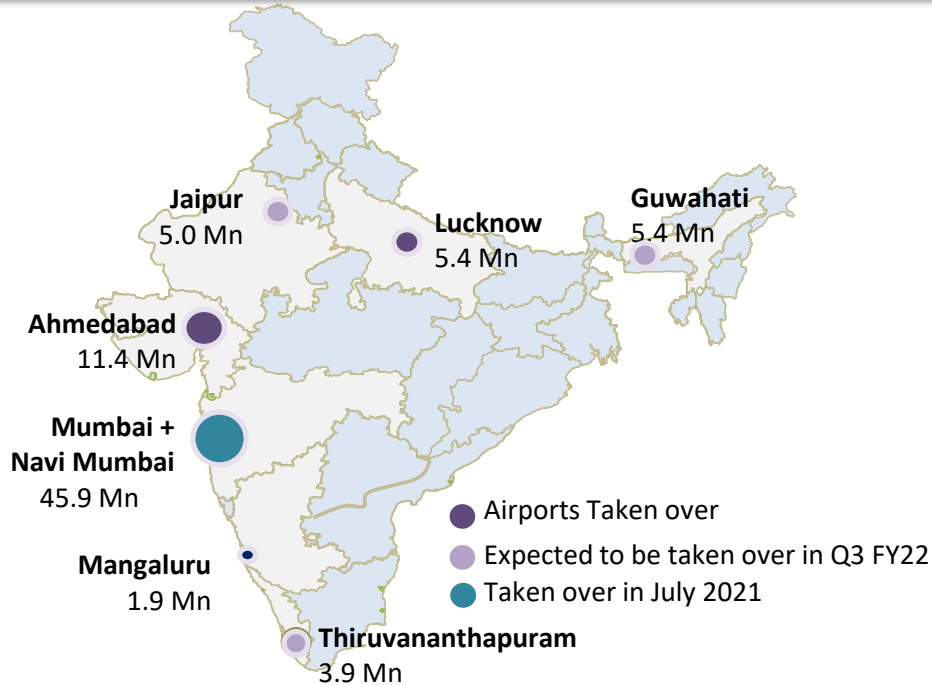 Jaipur
5.0 Mn
Lucknow
5.4 Mn
Guwahati
5.4 Mn
Ahmedabad
11.4 Mn
Mumbai +
Navi Mumbai
45.9 Mn
Mangaluru
1.9 Mn
Thiruvananthapuram
3.9 Mn
Airports Taken over
Expected to be taken over in Q3 FY22
Taken over in July 2021